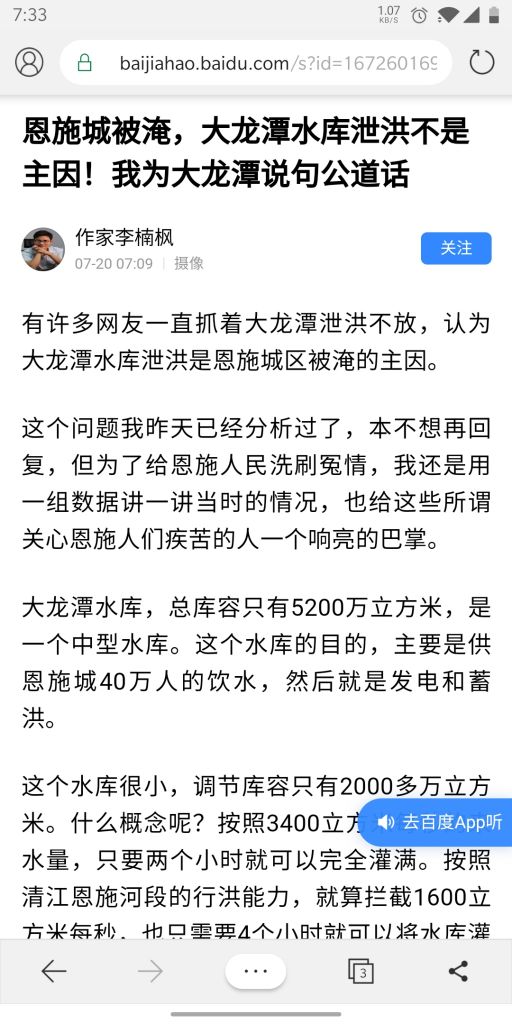 7:33
1.07
KB/S
baijiahao.baidu.com/s?id=167260169
恩施城被淹，大龙潭水库泄洪不是
主因！我为大龙潭说句公道话
作家李楠枫
07-20 07:09 摄像
关注
有许多网友一直抓着大龙潭泄洪不放，认为
大龙潭水库泄洪是恩施城区被淹的主因。
这个问题我昨天已经分析过了，本不想再回
复，但为了给恩施人民洗刷冤情，我还是用
一组数据讲一讲当时的情况，也给这些所谓
关心恩施人们疾苦的人一个响亮的巴掌。
大龙潭水库，总库容只有5200万立方米，是
一个中型水库。这个水库的目的，主要是供
恩施城40万人的饮水，然后就是发电和蓄
洪。
这个水库很小，调节库容只有2000多万立方
米。什么概念呢？按照3400立方
去百度App听
水量，只要两个小时就可以完全灌满。按照
清江恩施河段的行洪能力，就算拦截1600立
方米每秒，也只需要4个小时就可以将水库灌
3